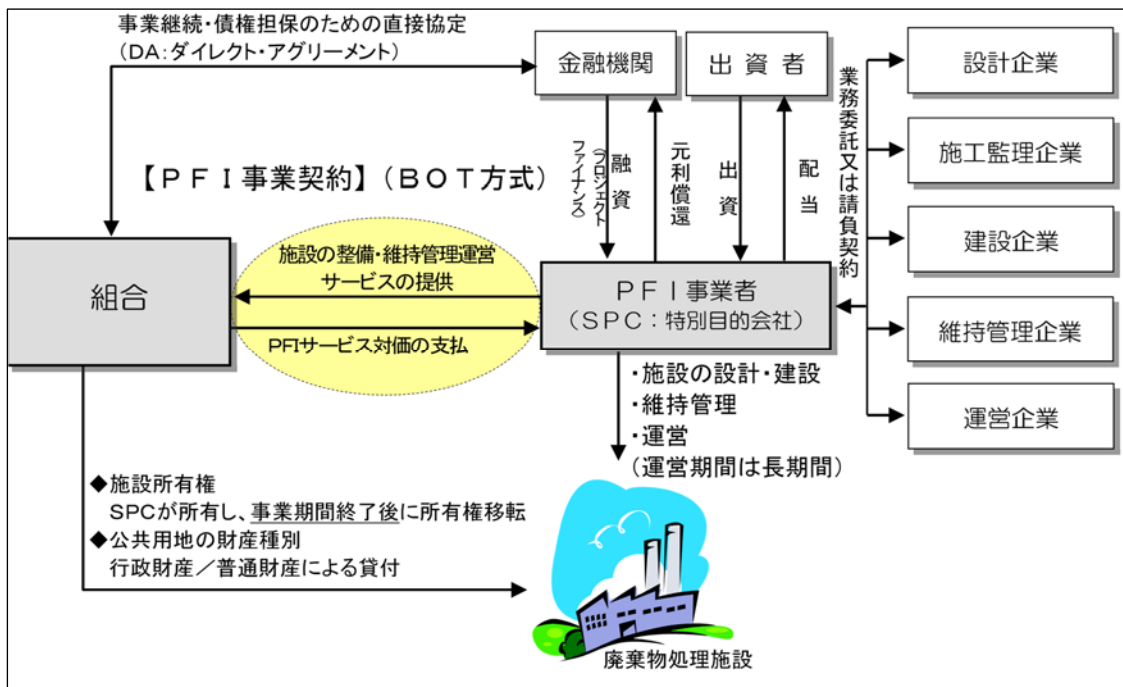 事業継続・債権担保のための直接協定
(DA:ダイレクト・アグリーメント)
金融機関
出資者
設計企業
施工監理企業
建設企業
維持管理企業
運営企業
業務委託又は請負契約
融資
(プロジェクト
ファイナンス)
元利償還
出資
配当
【PFI事業契約】(BOT方式)
組合
施設の整備・維持管理運営
サービスの提供
PFIサービス対価の支払
PFI事業者
(SPC:特別目的会社)
・施設の設計・建設
・維持管理
・運営
(運営期間は長期間)
◆施設所有権
SPCが所有し、事業期間終了後に所有権移転
◆公共用地の財産種別
行政財産/普通財産による貸付
廃棄物処理施設